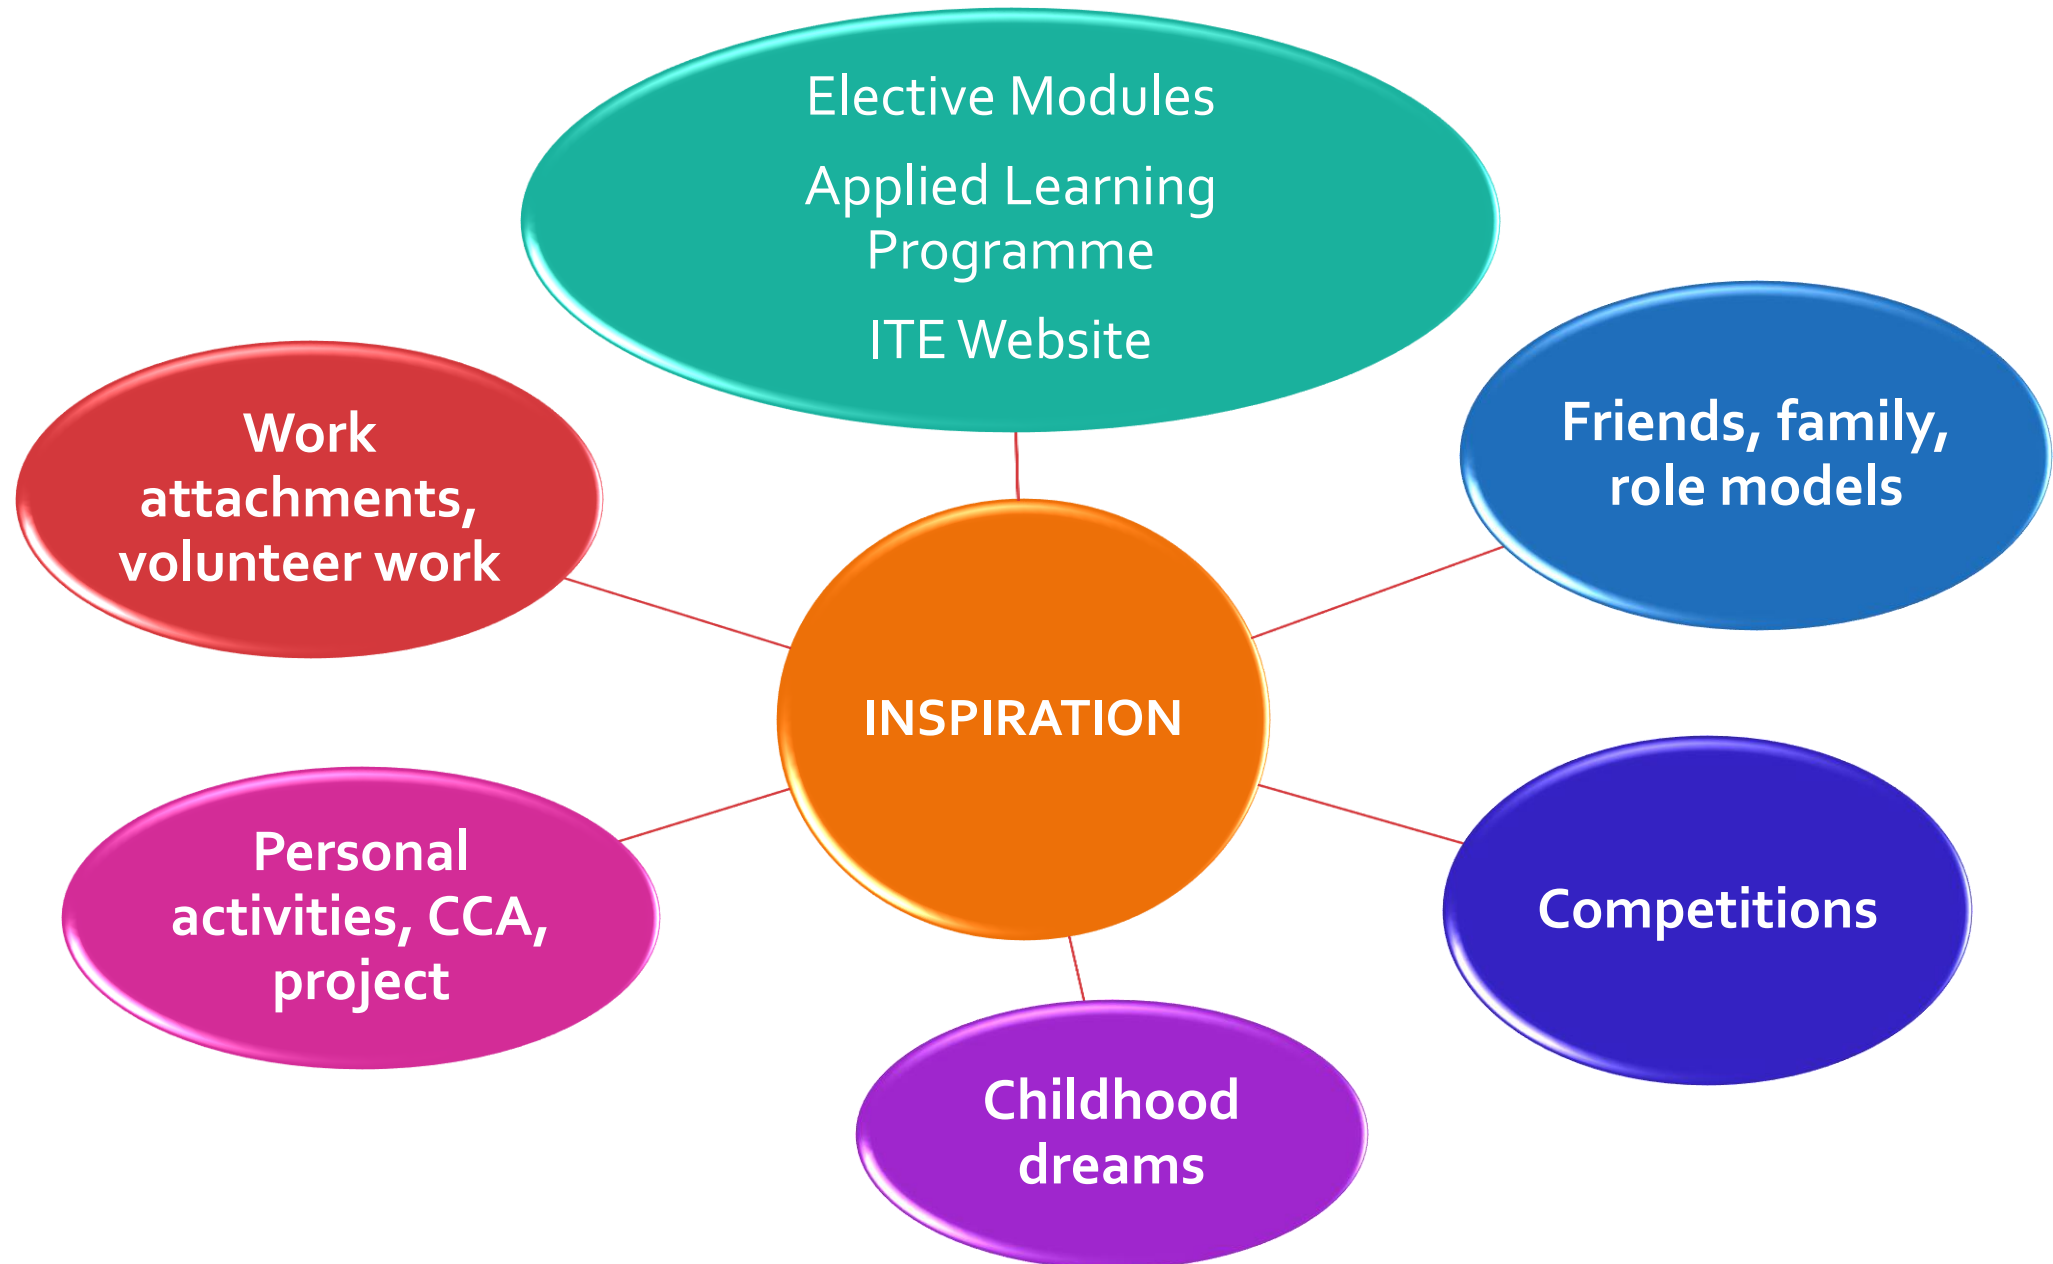 Elective Modules
Applied Learning
Programme
ITE Website
Friends, family,
role models
Work
attachments,
volunteer work
INSPIRATION
Personal
activities, CCA,
project
Competitions
Childhood
dreams